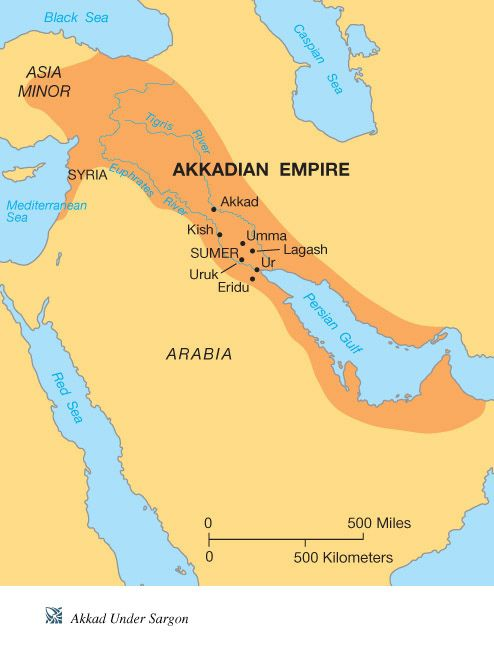 Black Sea
Caspian Sea
ASIA
MINOR
Tigris
River
AKKADIAN EMPIRE
SYRIA
Euphrates
River
Mediterranean
Sea
Akkad
Kish
Umma
SUMER
Lagash
Uruk
Ur
Eridu
Persian Gulf
ARABIA
Red Sea
0
500 Miles
0
500 Kilometers
Akkad Under Sargon